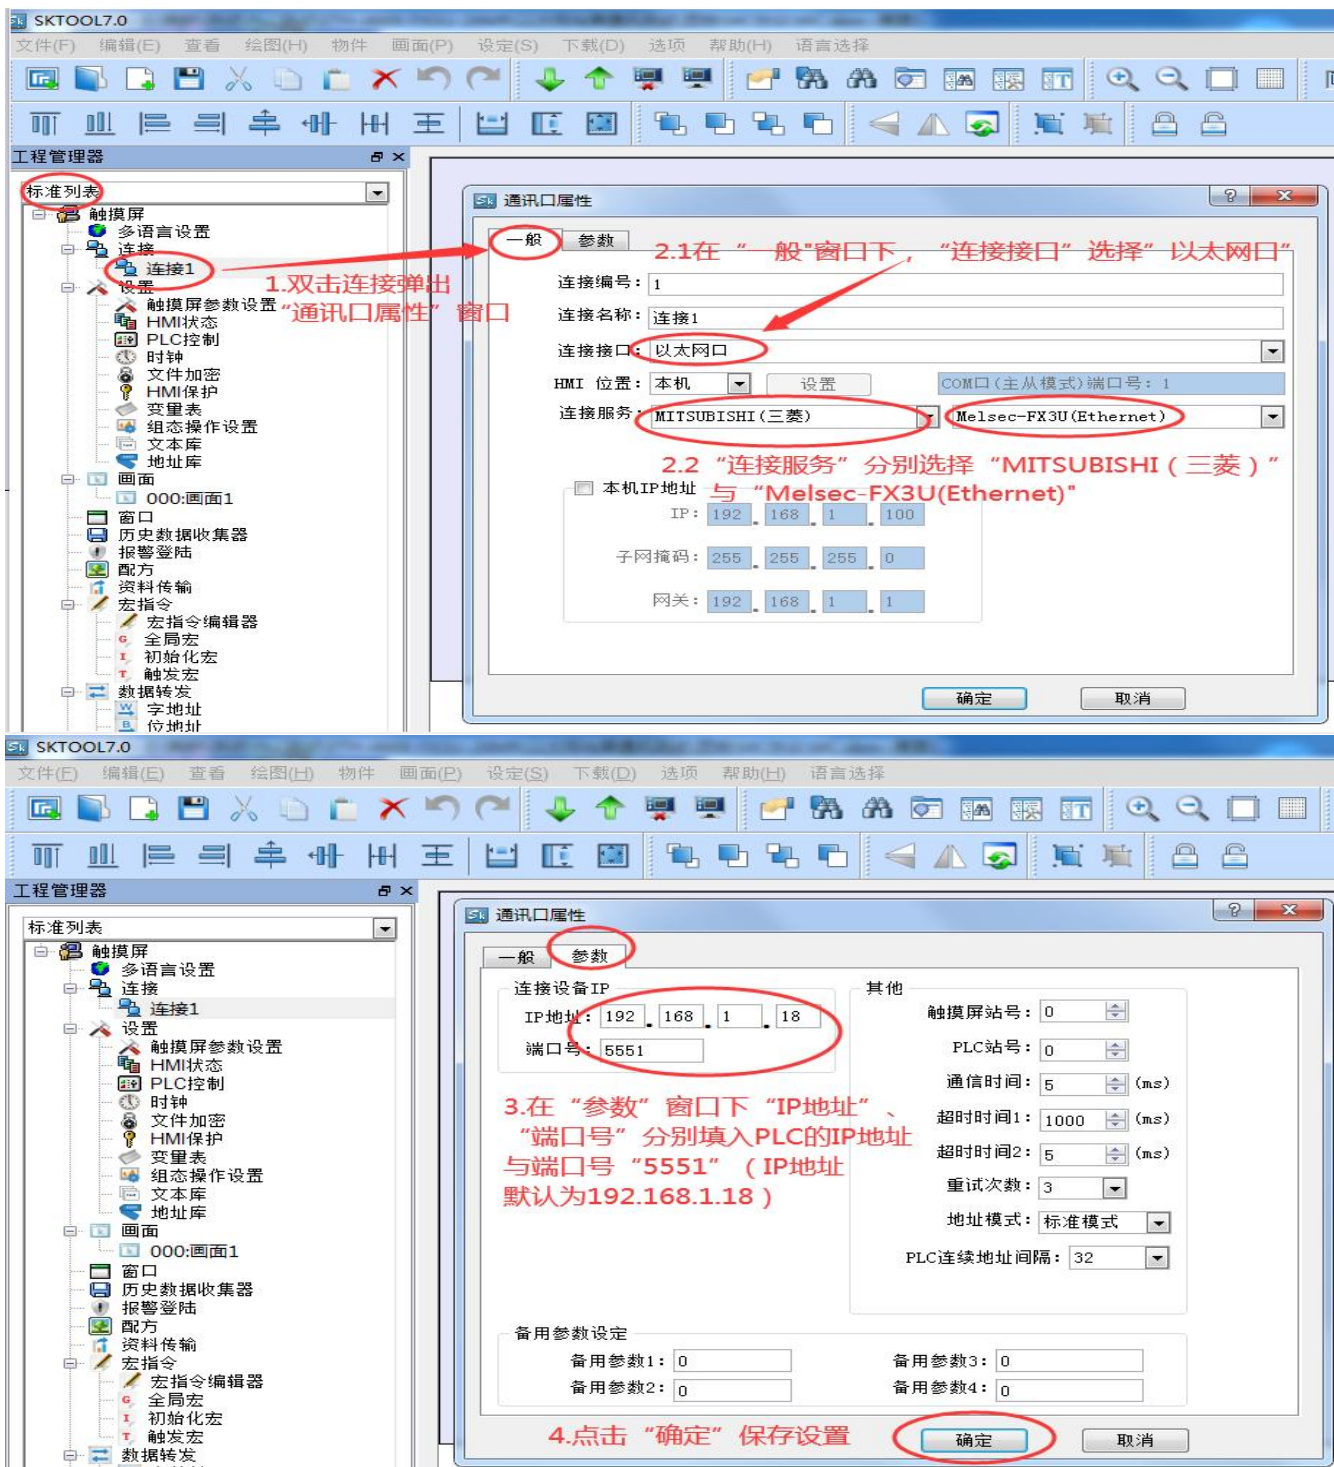 SKTOOL7.0
文件(F) 编辑(E) 查看 绘图(H) 物件 画面(P) 设定(S) 下载(D) 选项 帮助(H) 语言选择
工程管理器
标准列表
触摸屏
多语言设置
连接
连接1
设置
触摸屏参数设置
HMI状态
PLC控制
时钟
文件加密
HMI保护
变量表
组态操作设置
文本库
地址库
画面
000:画面1
窗口
历史数据收集器
报警登陆
配方
资料传输
宏指令
宏指令编辑器
全局宏
初始化宏
触发宏
数据转发
字地址
位地址
1.双击连接弹出
“通讯口属性”窗口
通讯口属性
一般 参数
2.1在“一般"窗口下，“连接接口”选择”以太网口”
连接编号: 1
连接名称: 连接1
连接接口: 以太网口
HMI 位置: 本机 设置 COM口(主从模式)端口号: 1
连接服务: MITSUBISHI(三菱) Melsec-FX3U(Ethernet)
2.2 “连接服务”分别选择“MITSUBISHI（三菱）”
与“Melsec-FX3U(Ethernet)"
本机IP地址
IP: 192 . 168 . 1 . 100
子网掩码: 255 . 255 . 255 . 0
网关: 192 . 168 . 1 . 1
确定 取消
SKTOOL7.0
文件(F) 编辑(E) 查看 绘图(H) 物件 画面(P) 设定(S) 下载(D) 选项 帮助(H) 语言选择
工程管理器
标准列表
触摸屏
多语言设置
连接
连接1
设置
触摸屏参数设置
HMI状态
PLC控制
时钟
文件加密
HMI保护
变量表
组态操作设置
文本库
地址库
画面
000:画面1
窗口
历史数据收集器
报警登陆
配方
资料传输
宏指令
宏指令编辑器
全局宏
初始化宏
触发宏
数据转发
通讯口属性
一般 参数
连接设备IP
IP地址: 192 . 168 . 1 . 18
端口号: 5551
3.在“参数”窗口下“IP地址”、
“端口号”分别填入PLC的IP地址
与端口号“5551”（IP地址
默认为192.168.1.18）
其他
触摸屏站号: 0
PLC站号: 0
通信时间: 5 (ms)
超时时间1: 1000 (ms)
超时时间2: 5 (ms)
重试次数: 3
地址模式: 标准模式
PLC连续地址间隔: 32
备用参数设定
备用参数1: 0 备用参数3: 0
备用参数2: 0 备用参数4: 0
4.点击“确定”保存设置
确定 取消